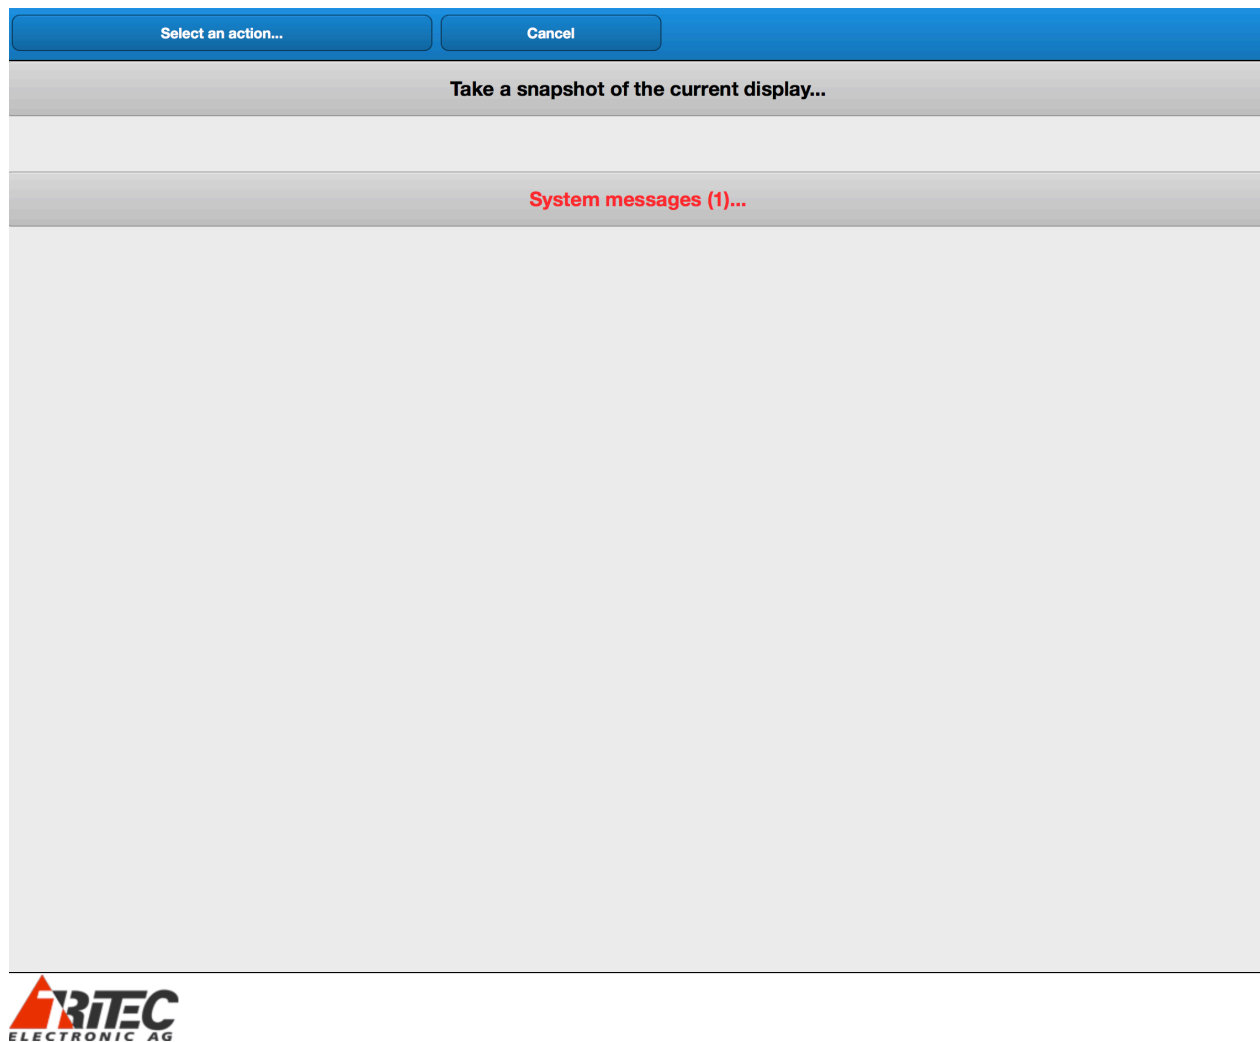 Select an action...
Cancel
Take a snapshot of the current display...
System messages (1)...
TRiTEC
ELECTRONIC AG